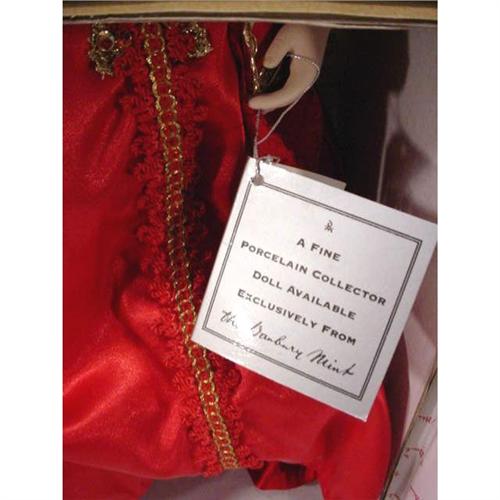 A FINE
PORCELAIN COLLECTOR
DOLL AVAILABLE
EXCLUSIVELY FROM
the Danbury Mint